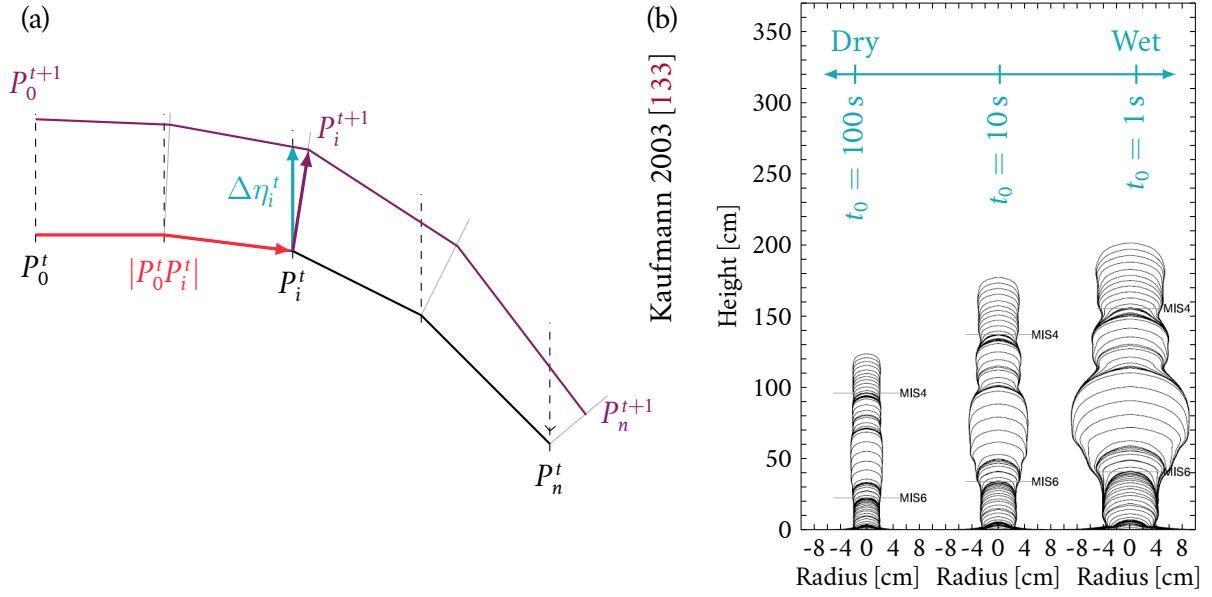 (a)
P_0^{t+1}
P_i^{t+1}
Δη_i^t
P_0^t
|P_0^t P_i^t|
P_i^t
P_n^{t+1}
P_n^t
(b)
Kaufmann 2003 [133]
Height [cm]
350
300
250
200
150
100
50
0
Dry
Wet
t_0 = 100 s
t_0 = 10 s
t_0 = 1 s
MIS4
MIS6
MIS4
MIS6
MIS4
MIS6
-8 -4 0 4 -8 -4 0 4 -8 -4 0 4 8
Radius [cm] Radius [cm] Radius [cm]